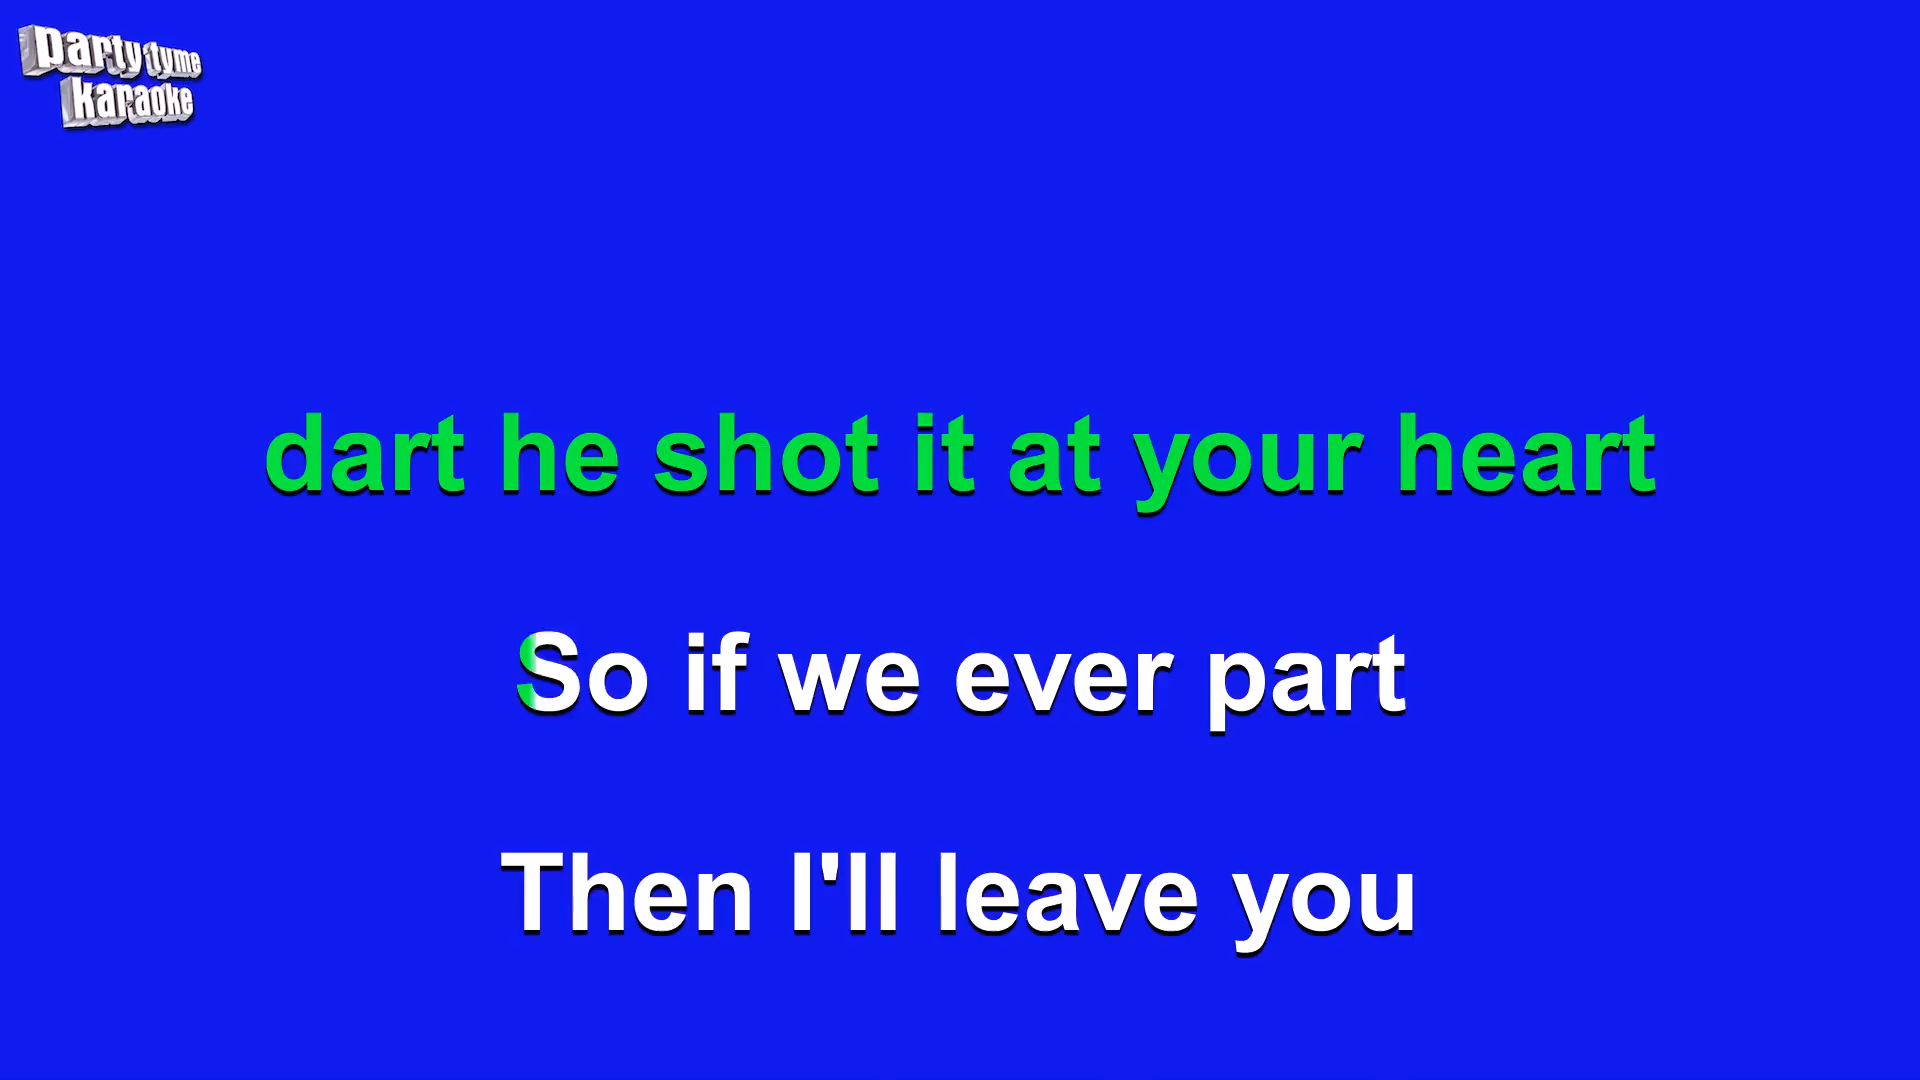 party tyme
karaoke
dart he shot it at your heart
So if we ever part
Then I'll leave you